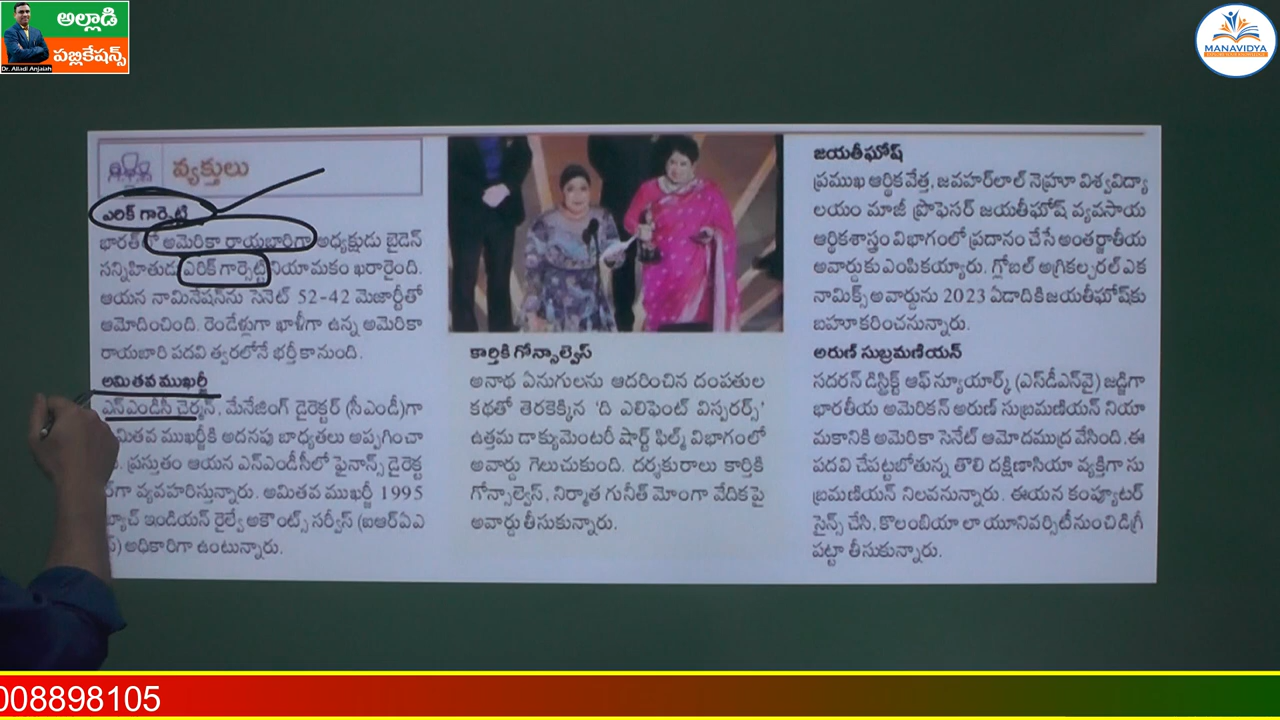 అల్లాడి
పబ్లికేషన్స్
Dr. Alladi Anjaiah
MANAVIDYA
వ్యక్తులు
ఎరిక్ గార్సెట్టి
అమెరికా రాయబారిగా అధ్యక్షుడు బైడెన్
సన్నిహితుడు ఎరిక్ గార్సెట్టి నియామకం ఖరారైంది.
ఆయన నామినేషన్‌ను సెనెట్ 52-42 మెజార్టీతో
ఆమోదించింది. రెండేళ్లుగా ఖాళీగా ఉన్న అమెరికా
రాయబారి పదవి త్వరలోనే భర్తీ కానుంది.
అమితవ ముఖర్జీ
ఎన్ఎండీసీ చైర్మన్, మేనేజింగ్ డైరెక్టర్ (సీఎండీ)గా
మితవ ముఖర్జీకి అదనపు బాధ్యతలు అప్పగించా
ప్రస్తుతం ఆయన ఎన్ఎండీసీలో ఫైనాన్స్ డైరెక్ట
ర్‌గా వ్యవహరిస్తున్నారు. అమితవ ముఖర్జీ 1995
బ్యాచ్ ఇండియన్ రైల్వే అకౌంట్స్ సర్వీస్ (ఐఆర్ఏఎ
స్) అధికారిగా ఉంటున్నారు.
కార్తికి గోన్సాల్వెస్
అనాథ ఏనుగులను ఆదరించిన దంపతుల
కథతో తెరకెక్కిన ‘ది ఎలిఫెంట్ విస్పరర్స్’
ఉత్తమ డాక్యుమెంటరీ షార్ట్ ఫిల్మ్ విభాగంలో
అవార్డు గెలుచుకుంది. దర్శకురాలు కార్తికి
గోన్సాల్వెస్, నిర్మాత గునీత్ మోంగా వేదికపై
అవార్డు తీసుకున్నారు.
జయతీఘోష్
ప్రముఖ ఆర్థికవేత్త, జవహర్‌లాల్ నెహ్రూ విశ్వవిద్యా
లయం మాజీ ప్రొఫెసర్ జయతీఘోష్ వ్యవసాయ
ఆర్థికశాస్త్రం విభాగంలో ప్రదానం చేసే అంతర్జాతీయ
అవార్డుకు ఎంపికయ్యారు. గ్లోబల్ అగ్రికల్చరల్ ఎక
నామిక్స్ అవార్డును 2023 ఏడాదికి జయతీఘోష్‌కు
బహూకరించనున్నారు.
అరుణ్ సుబ్రమణియన్
సదరన్ డిస్ట్రిక్ట్ ఆఫ్ న్యూయార్క్ (ఎస్‌డీఎన్‌వై) జడ్జిగా
భారతీయ అమెరికన్ అరుణ్ సుబ్రమణియన్ నియా
మకానికి అమెరికా సెనేట్ ఆమోదముద్ర వేసింది. ఈ
పదవి చేపట్టబోతున్న తొలి దక్షిణాసియా వ్యక్తిగా సు
బ్రమణియన్ నిలవనున్నారు. ఈయన కంప్యూటర్
సైన్స్ చేసి, కొలంబియా లా యూనివర్సిటీ నుంచి డిగ్రీ
పట్టా తీసుకున్నారు.
008898105